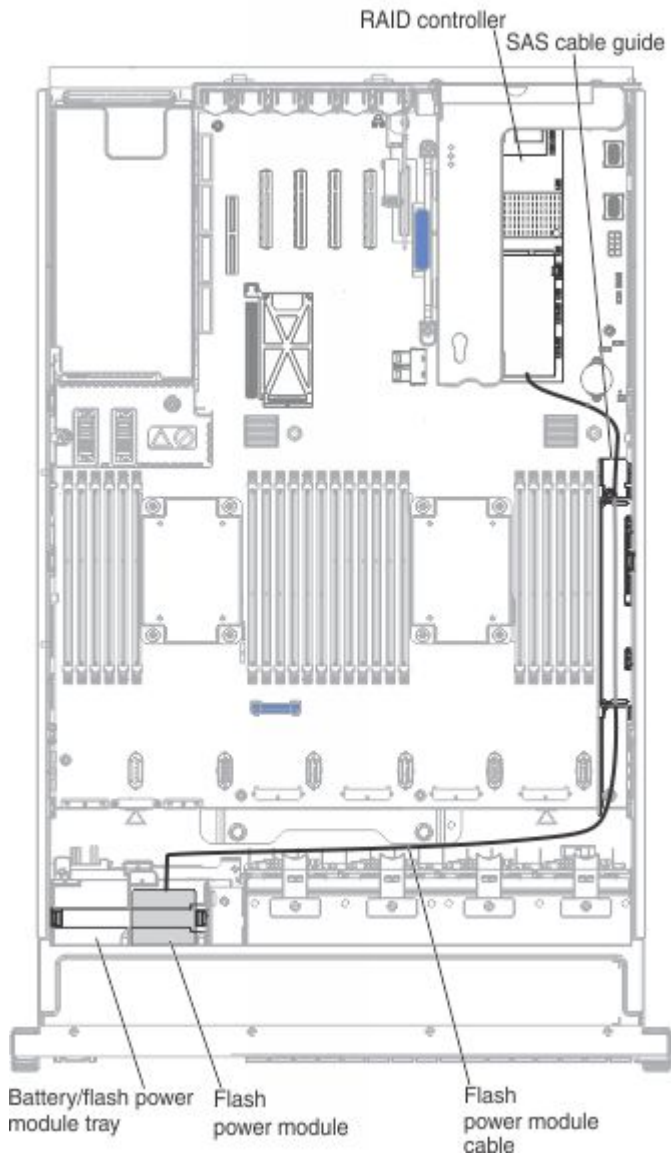 RAID controller
SAS cable guide
Battery/flash power
module tray
Flash
power module
Flash
power module
cable